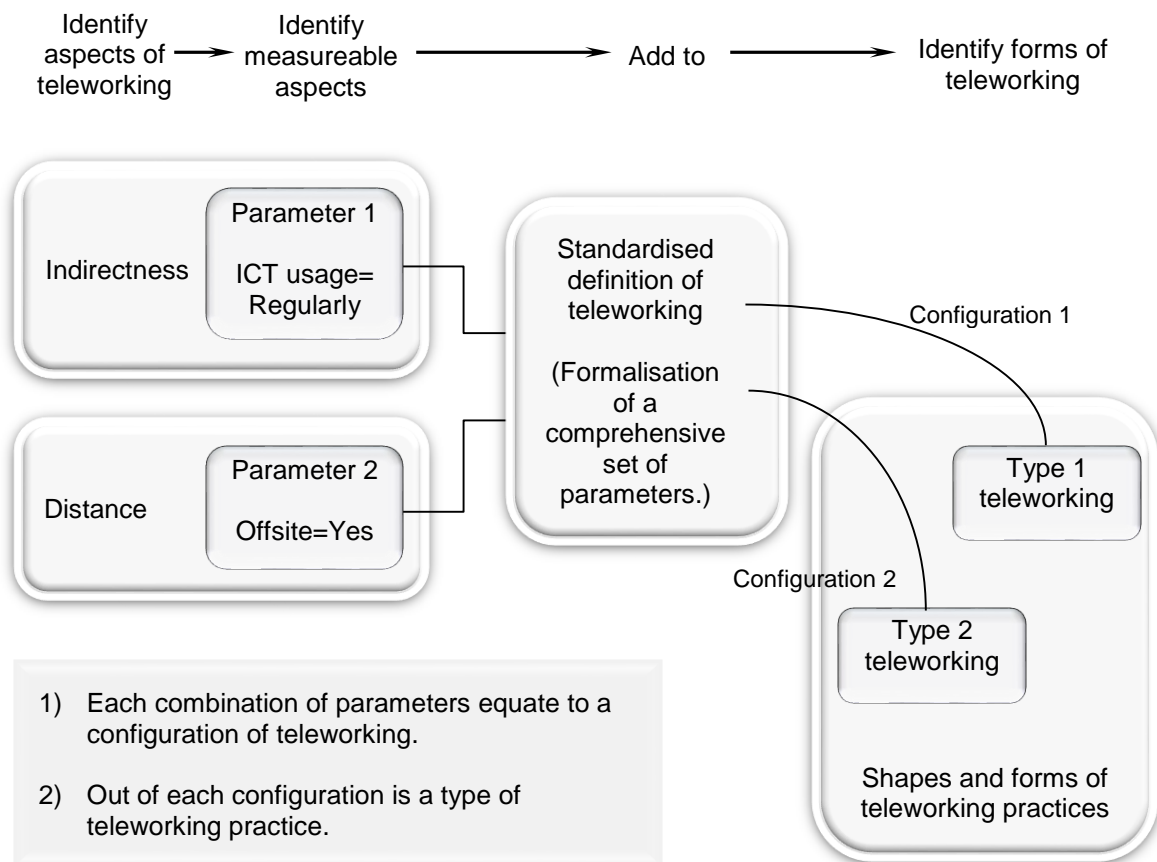 Identify
aspects of
teleworking
Identify
measureable
aspects
Add to
Identify forms of
teleworking
Indirectness
Parameter 1
ICT usage=
Regularly
Distance
Parameter 2
Offsite=Yes
Standardised
definition of
teleworking
(Formalisation
of a
comprehensive
set of
parameters.)
Configuration 1
Configuration 2
Type 1
teleworking
Type 2
teleworking
Shapes and forms of
teleworking practices
1) Each combination of parameters equate to a
configuration of teleworking.
2) Out of each configuration is a type of
teleworking practice.